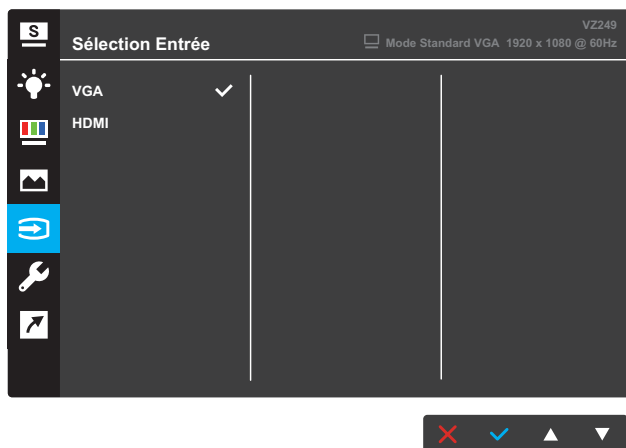 S
VZ249
Sélection Entrée
Mode Standard VGA 1920 x 1080 @ 60Hz
VGA
HDMI